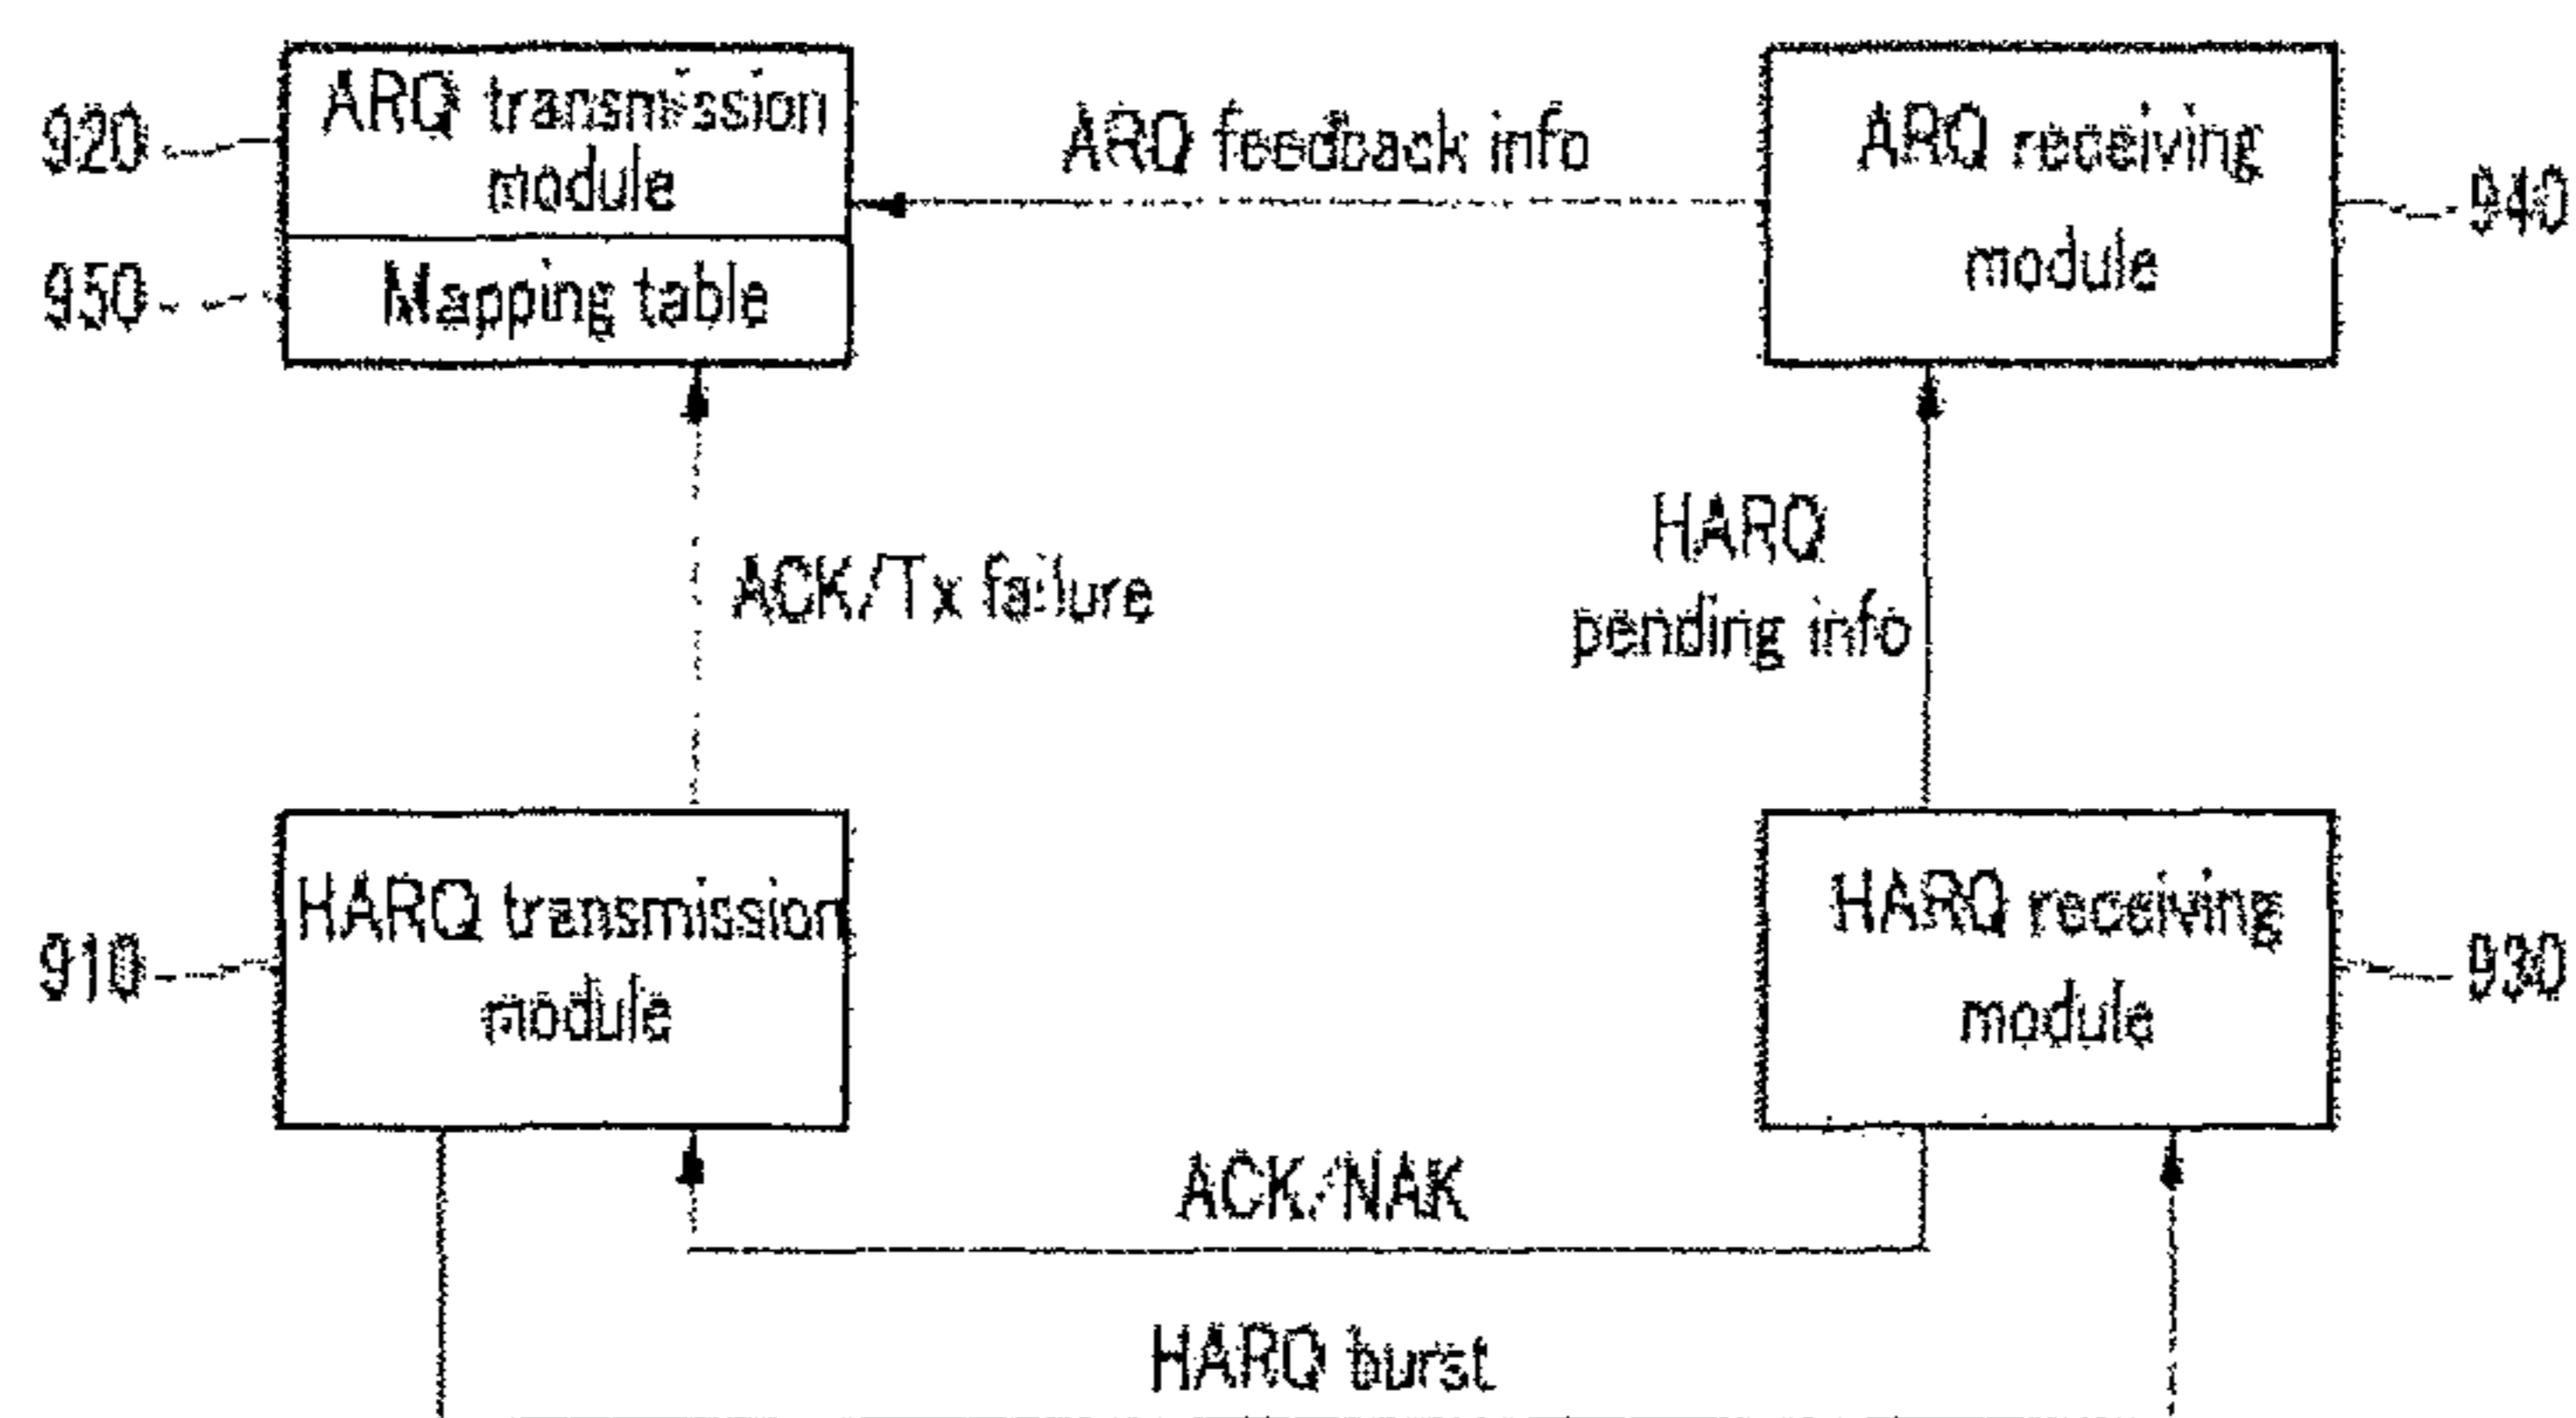 920
ARQ transmission
module
950
Mapping table
ARQ feedback info
ARQ receiving
module
940
ACK/Tx failure
HARQ
pending info
910
HARQ transmission
module
HARQ receiving
module
930
ACK/NAK
HARQ burst